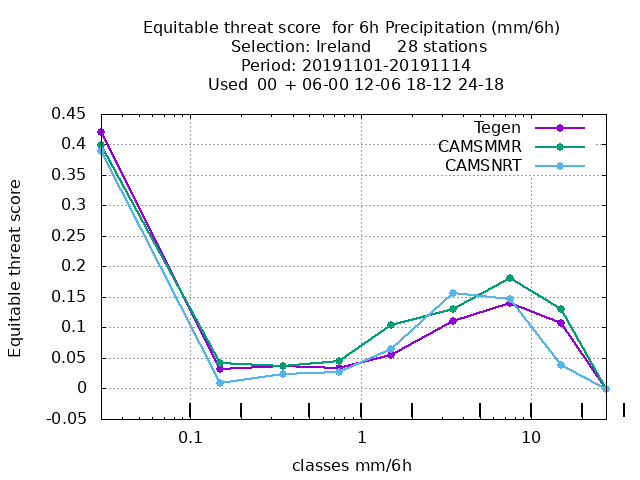 Equitable threat score  for 6h Precipitation (mm/6h)
Selection: Ireland     28 stations
Period: 20191101-20191114
Used  00 + 06-00 12-06 18-12 24-18
Tegen
CAMSMMR
CAMSNRT
Equitable threat score
0.45
0.4
0.35
0.3
0.25
0.2
0.15
0.1
0.05
0
-0.05
0.1
1
10
classes mm/6h